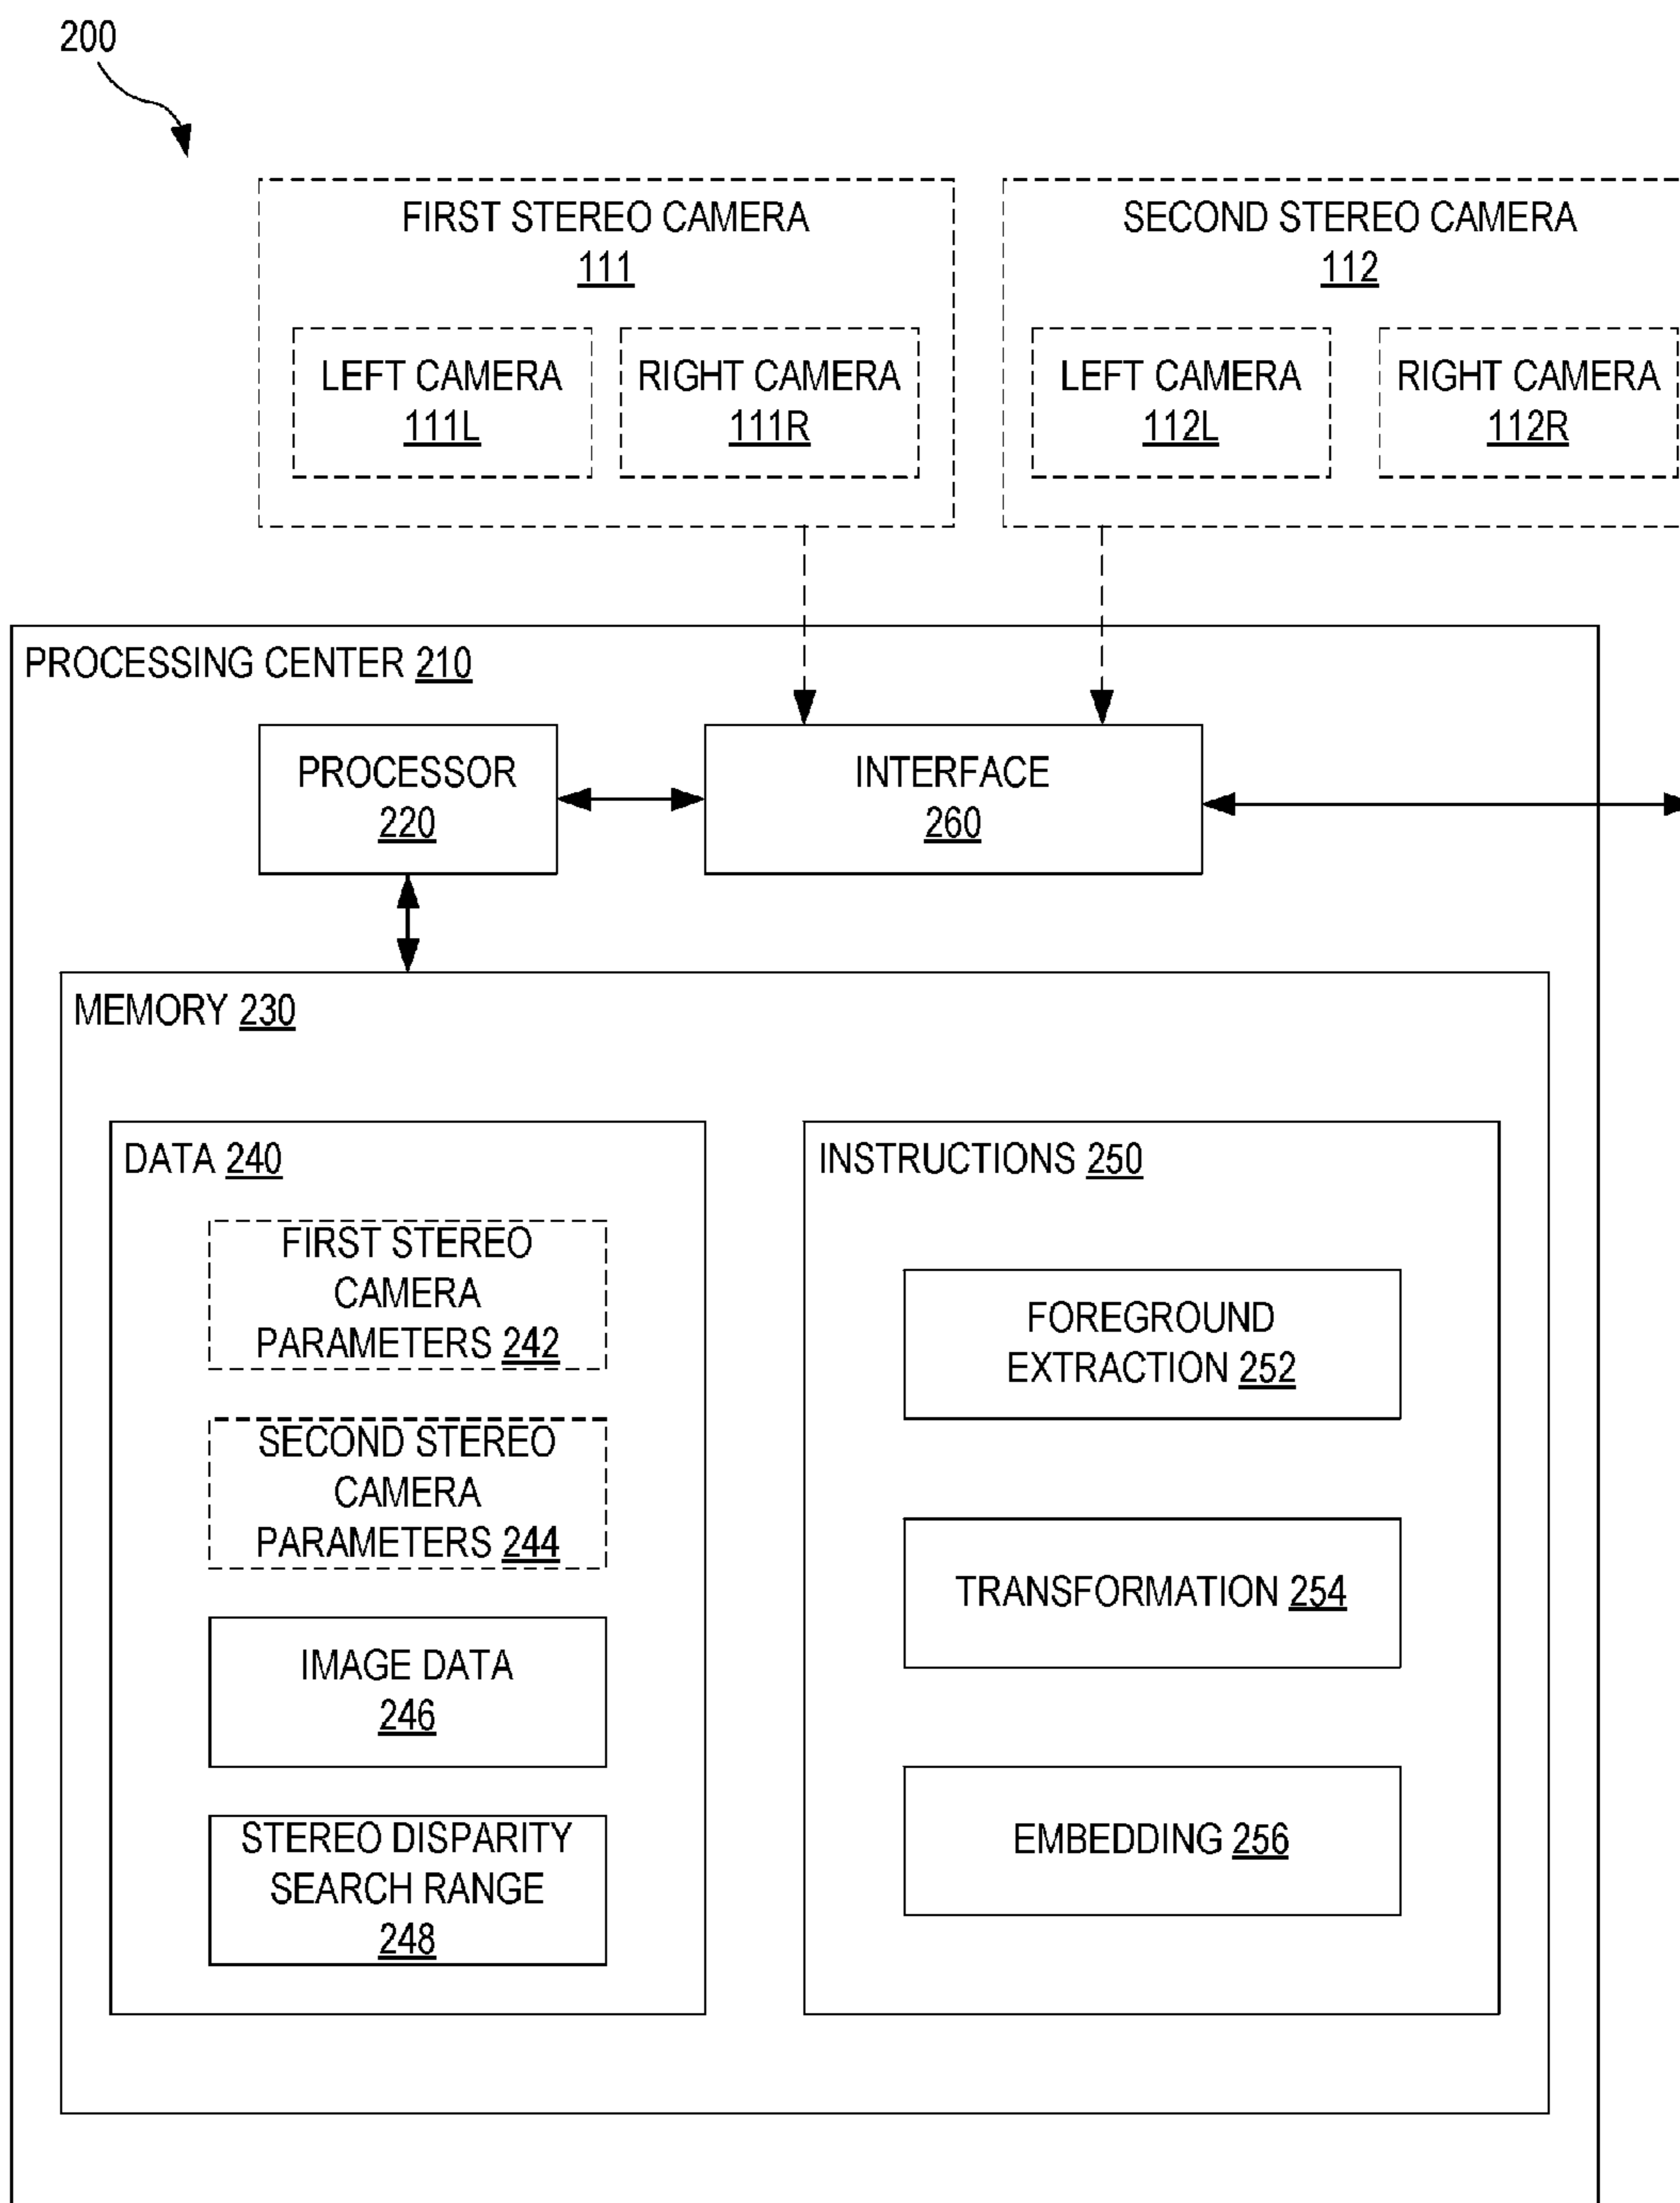 200
FIRST STEREO CAMERA
111
LEFT CAMERA
111L
RIGHT CAMERA
111R
SECOND STEREO CAMERA
112
LEFT CAMERA
112L
RIGHT CAMERA
112R
PROCESSING CENTER 210
PROCESSOR
220
INTERFACE
260
MEMORY 230
DATA 240
FIRST STEREO
CAMERA
PARAMETERS 242
SECOND STEREO
CAMERA
PARAMETERS 244
IMAGE DATA
246
STEREO DISPARITY
SEARCH RANGE
248
INSTRUCTIONS 250
FOREGROUND
EXTRACTION 252
TRANSFORMATION 254
EMBEDDING 256